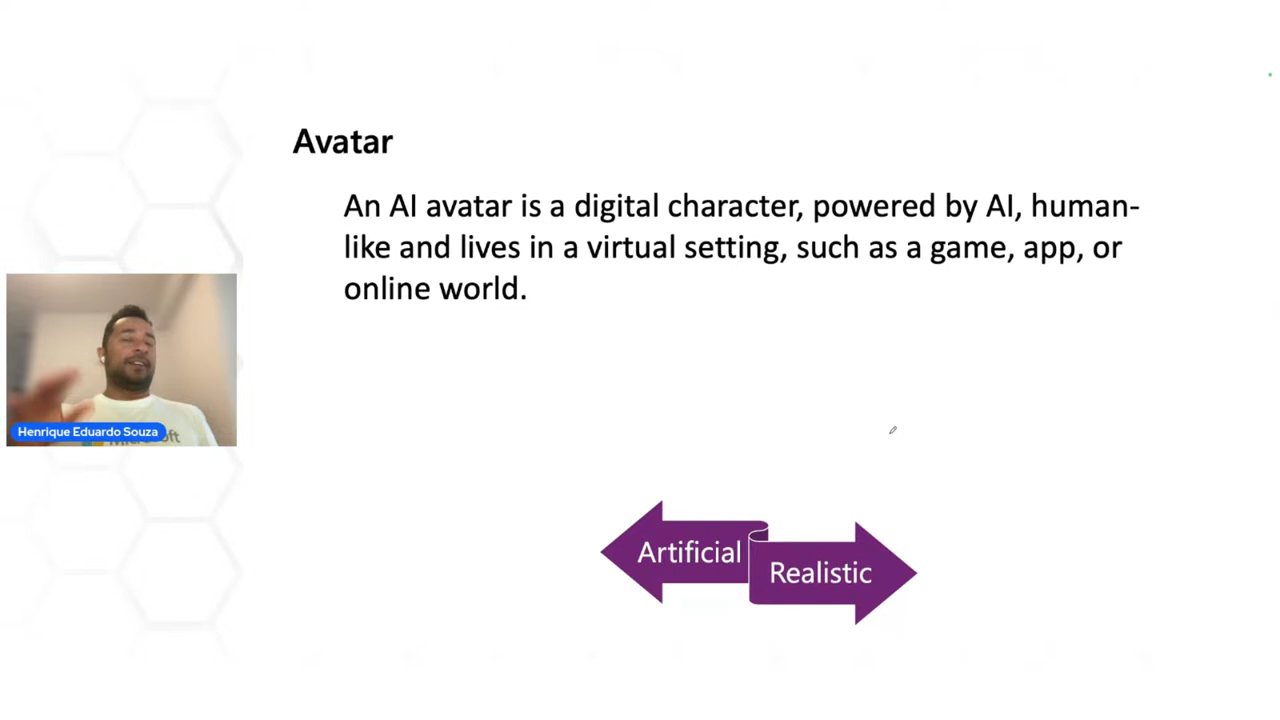 Avatar
An AI avatar is a digital character, powered by AI, human-
like and lives in a virtual setting, such as a game, app, or
online world.
Henrique Eduardo Souza
Artificial
Realistic